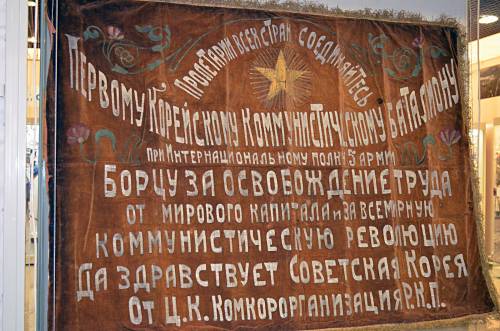 Пролетарии всех стран соединяйтесь
Первому Корейскому Коммунистичскому батальону
при Интернациональному полку 5 армии
Борцу за освобождение труда
от мирового капитала и за всемирную
коммунистическую революцию
Да здравствует Советская Корея
От Ц.К. Комкорорганизация Р.К.П.